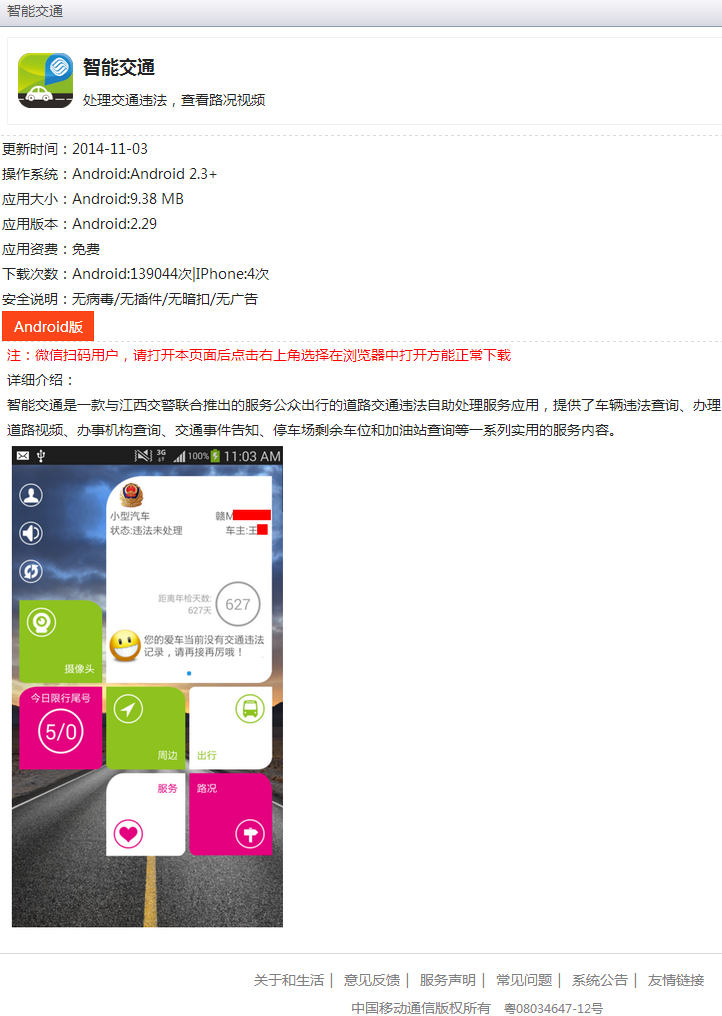 智能交通
智能交通
处理交通违法，查看路况视频
更新时间：2014-11-03
操作系统：Android:Android 2.3+
应用大小：Android:9.38 MB
应用版本：Android:2.29
应用资费：免费
下载次数：Android:139044次|IPhone:4次
安全说明：无病毒/无插件/无暗扣/无广告
Android版
注：微信扫码用户，请打开本页面后点击右上角选择在浏览器中打开方能正常下载
详细介绍：
智能交通是一款与江西交警联合推出的服务公众出行的道路交通违法自助处理服务应用，提供了车辆违法查询、办理
道路视频、办事机构查询、交通事件告知、停车场剩余车位和加油站查询等一系列实用的服务内容。
3G 100% 11:03 AM
小型汽车 赣M
状态:违法未处理 车主:王
距离年检天数:
627天
627
您的爱车当前没有交通违法
记录，请再接再厉哦！
摄像头
今日限行尾号
5/0
周边
出行
服务
路况
关于和生活 | 意见反馈 | 服务声明 | 常见问题 | 系统公告 | 友情链接
中国移动通信版权所有 粤08034647-12号